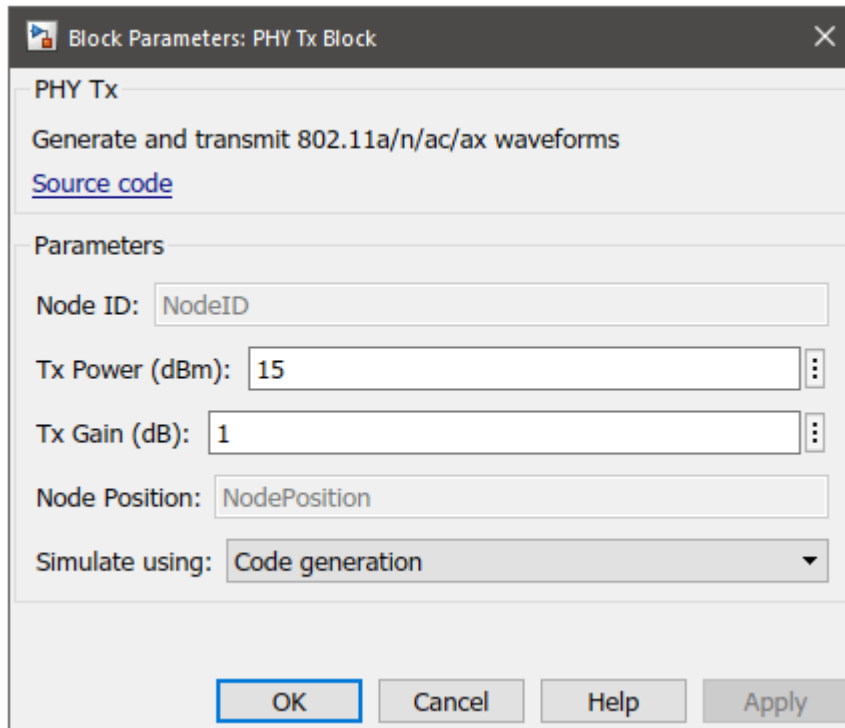 Block Parameters: PHY Tx Block
PHY Tx
Generate and transmit 802.11a/n/ac/ax waveforms
Source code
Parameters
Node ID: NodeID
Tx Power (dBm): 15
Tx Gain (dB): 1
Node Position: NodePosition
Simulate using: Code generation
OK Cancel Help Apply